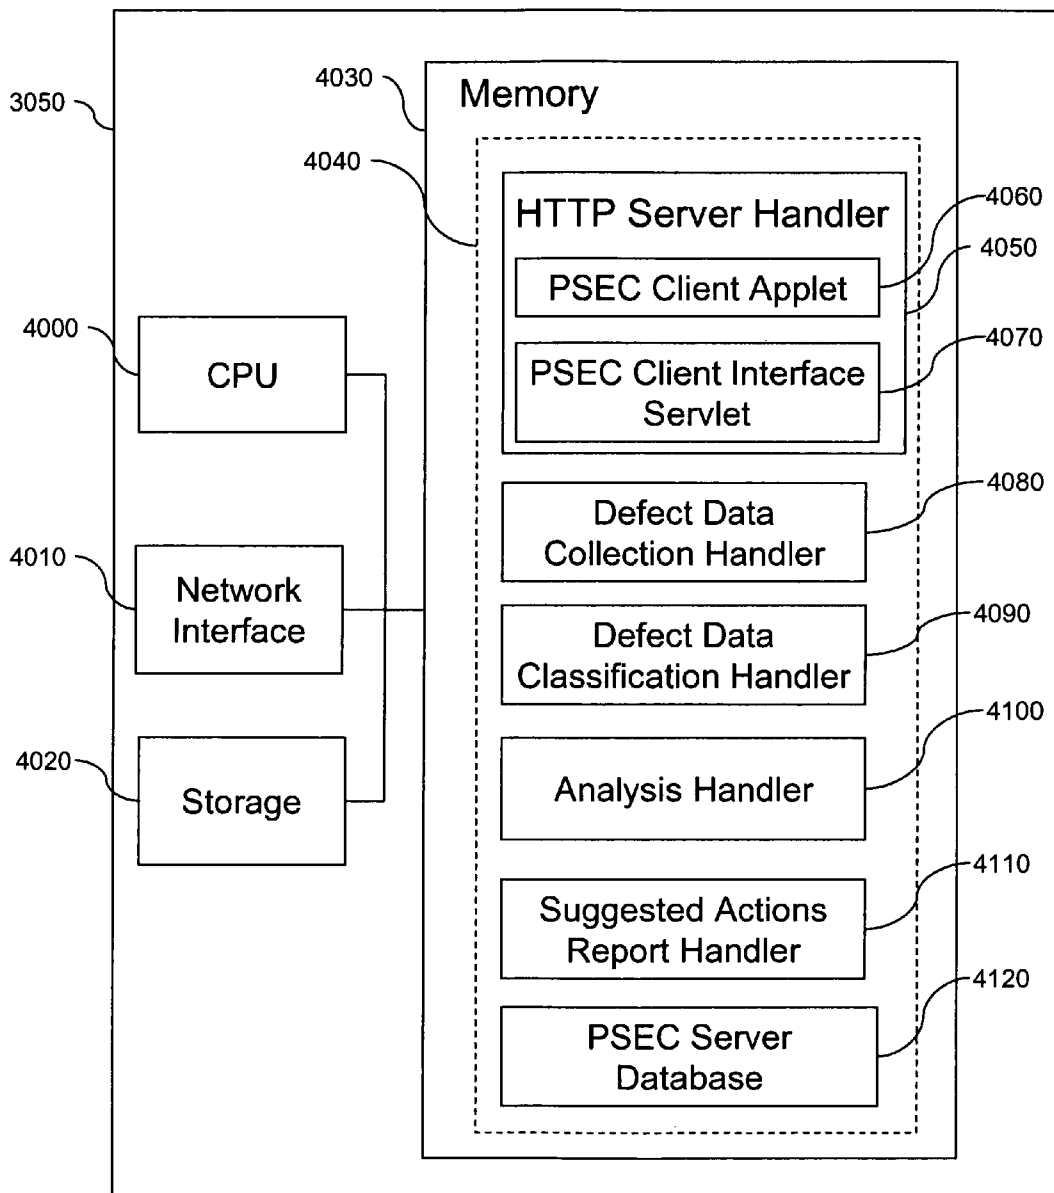 4030
Memory
3050
4040
4060
HTTP Server Handler
4050
PSEC Client Applet
4000
4070
CPU
PSEC Client Interface
Servlet
4080
Defect Data
Collection Handler
4010
Network
Interface
4090
Defect Data
Classification Handler
4100
4020
Storage
Analysis Handler
4110
Suggested Actions
Report Handler
4120
PSEC Server
Database